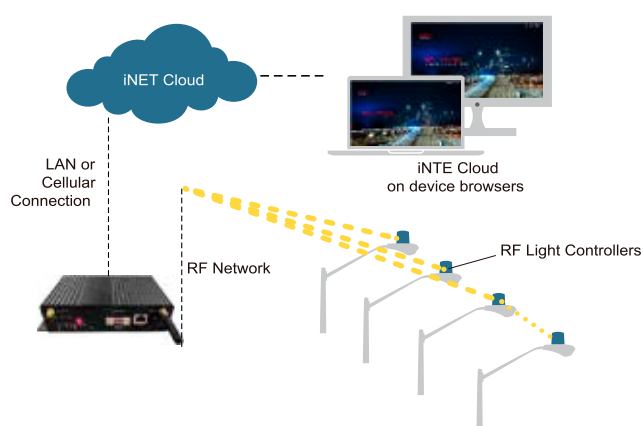 iNET Cloud
iNTE Cloud
on device browsers
LAN or
Cellular
Connection
RF Network
RF Light Controllers